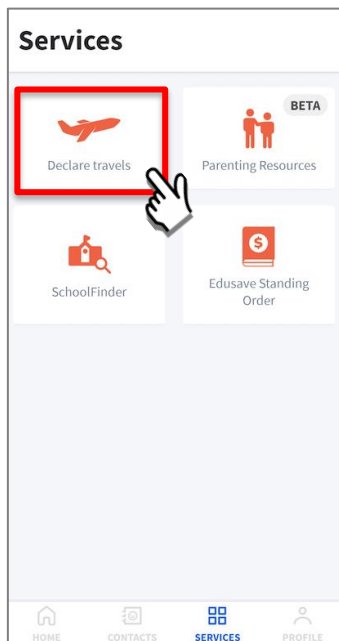 Services
BETA
Declare travels
Parenting Resources
SchoolFinder
Edusave Standing
Order
HOME
CONTACTS
SERVICES
PROFILE